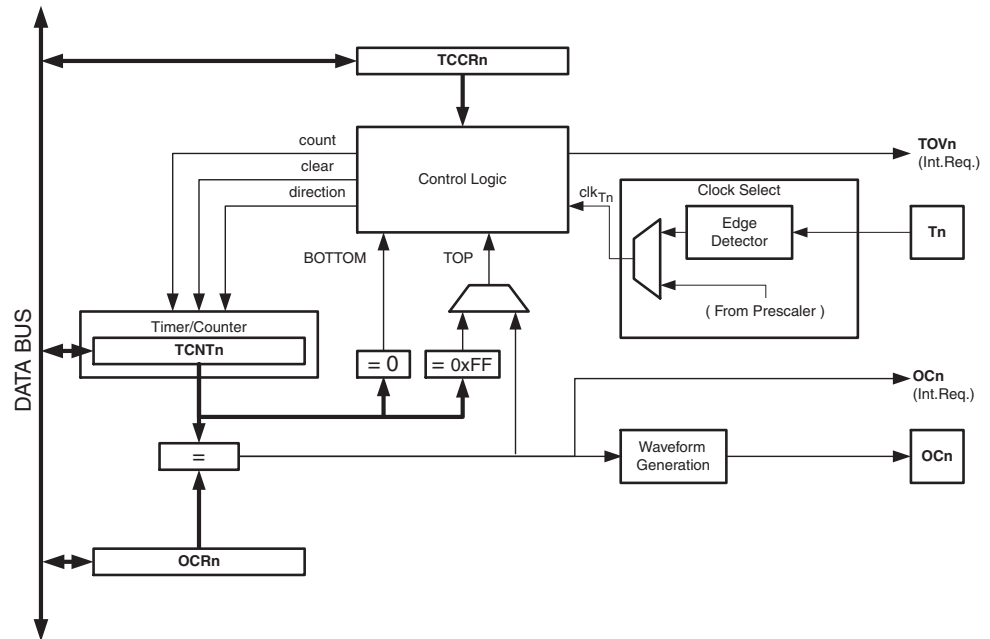 TCCRn
count
clear
direction
Control Logic
TOVn
(Int.Req.)
clkTn
Clock Select
Edge
Detector
Tn
( From Prescaler )
BOTTOM
TOP
Timer/Counter
TCNTn
= 0
= 0xFF
DATA BUS
OCn
(Int.Req.)
=
Waveform
Generation
OCn
OCRn